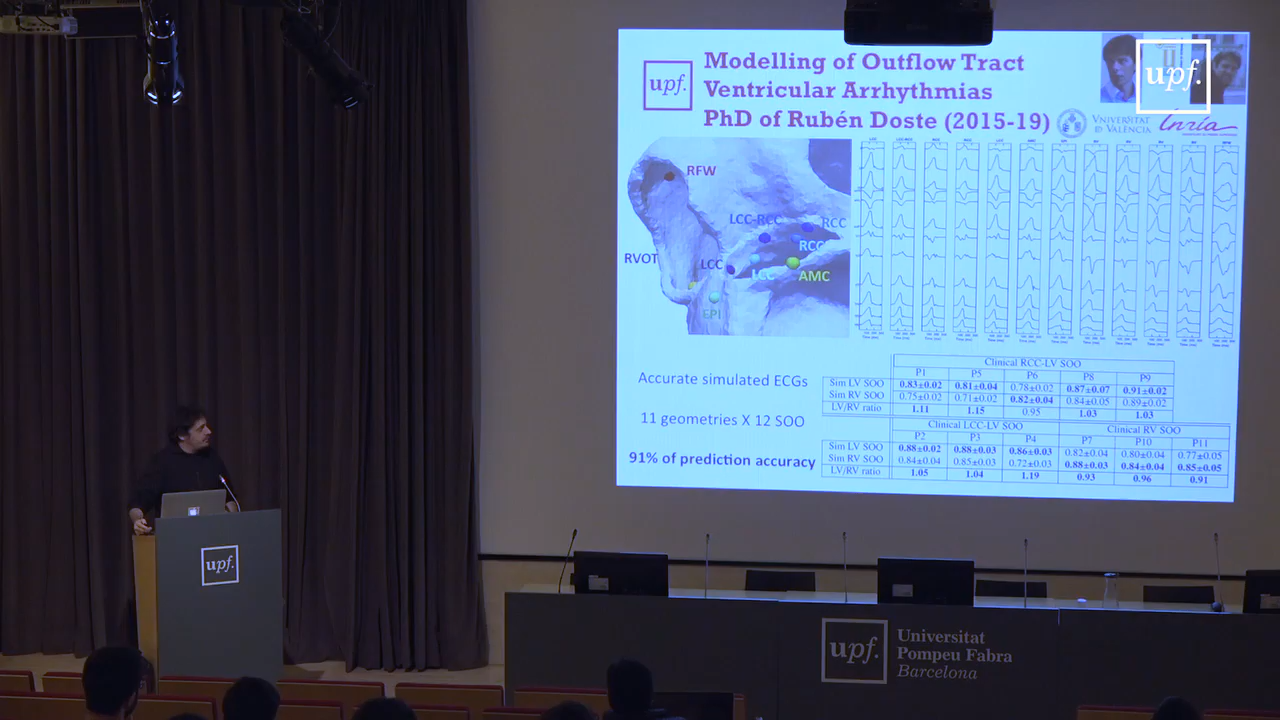 Modelling of Outflow Tract
Ventricular Arrhythmias
PhD of Rubén Doste (2015-19)
upf.
upf.
VNIVERSITAT
ID VALÈNCIA
Inria
RFW
LCC-RCC
RCC
RCC
RVOT
LCC
LCC
AMC
EPI
Accurate simulated ECGs
11 geometries X 12 SOO
91% of prediction accuracy
Clinical RCC-LV SOO
P1 P5 P6 P8 P9
Sim LV SOO 0.83±0.02 0.81±0.04 0.78±0.02 0.87±0.07 0.91±0.02
Sim RV SOO 0.75±0.02 0.71±0.02 0.82±0.04 0.84±0.05 0.89±0.02
LV/RV ratio 1.11 1.15 0.95 1.03 1.03
Clinical LCC-LV SOO Clinical RV SOO
P2 P3 P4 P7 P10 P11
Sim LV SOO 0.88±0.02 0.88±0.03 0.86±0.03 0.82±0.04 0.80±0.04 0.77±0.05
Sim RV SOO 0.84±0.04 0.85±0.03 0.72±0.03 0.88±0.03 0.84±0.04 0.85±0.05
LV/RV ratio 1.05 1.04 1.19 0.93 0.96 0.91
upf.
upf.
Universitat
Pompeu Fabra
Barcelona